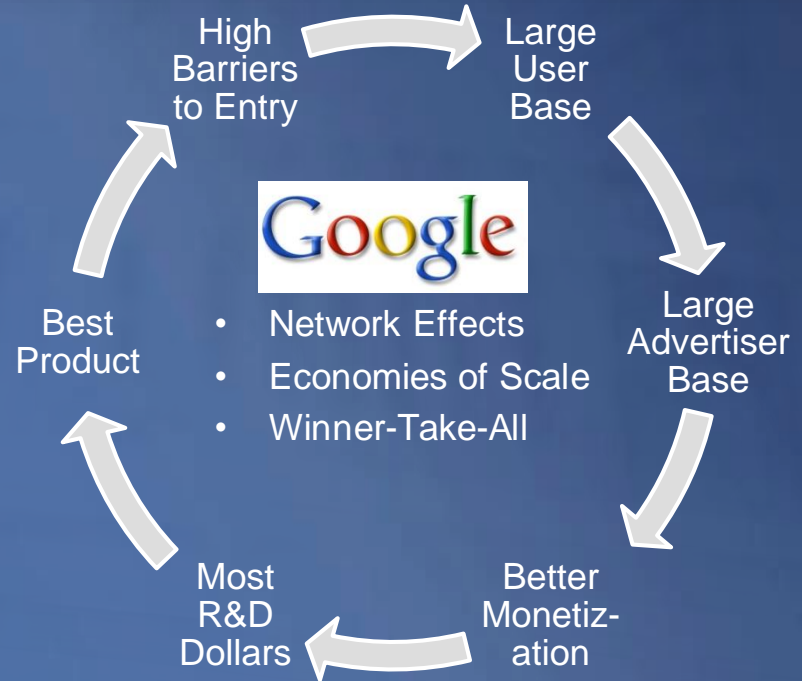 High
Barriers
to Entry
Large
User
Base
Google
Large
Advertiser
Base
Best
Product
• Network Effects
• Economies of Scale
• Winner-Take-All
Most
R&D
Dollars
Better
Monetiz-
ation